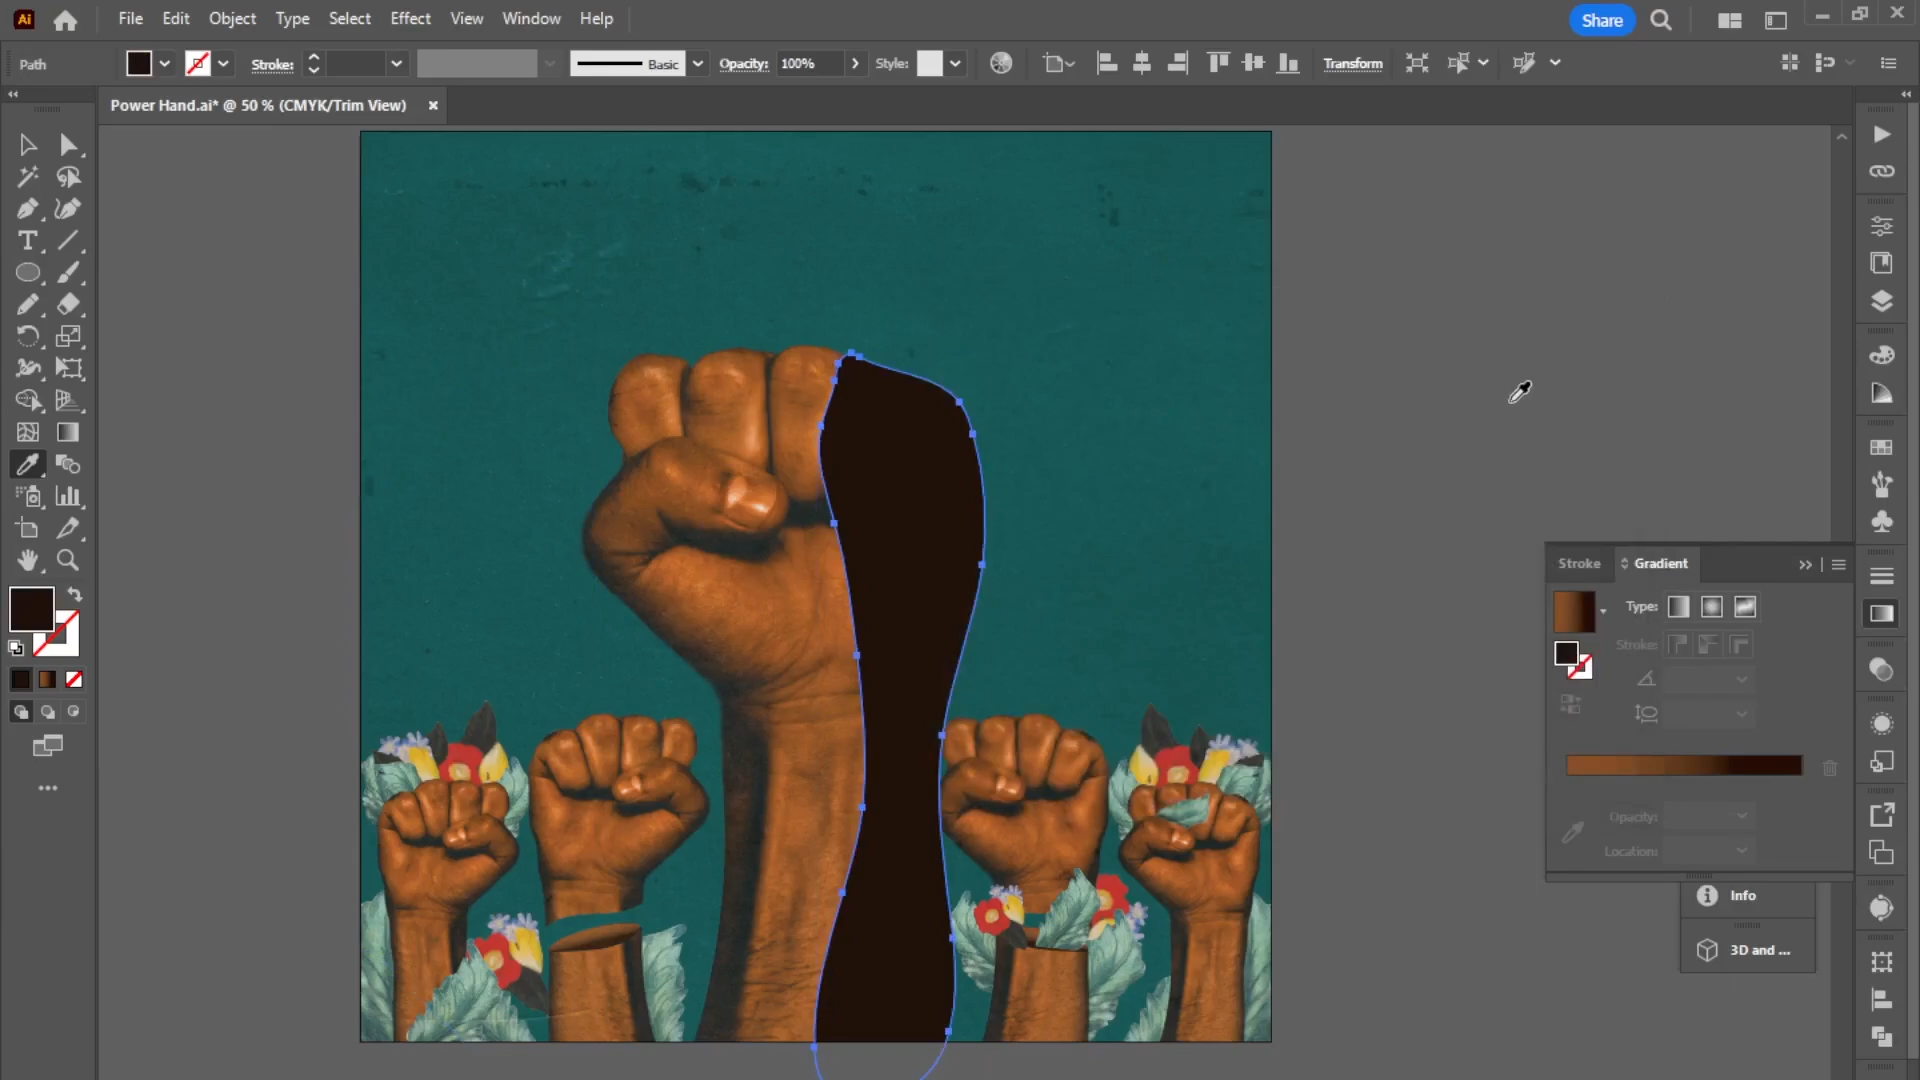 Ai File Edit Object Type Select Effect View Window Help Share
Path Stroke: Basic Opacity: 100% Style: Transform
Power Hand.ai* @ 50 % (CMYK/Trim View)
T
Stroke Gradient
Type:
Stroke:
Opacity:
Location:
Info
3D and ...